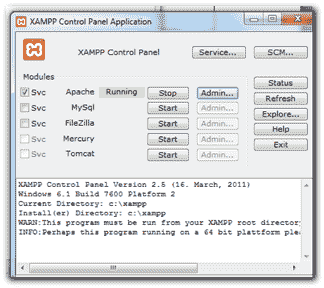 XAMPP Control Panel Application
XAMPP Control Panel
Service...
SCM...
Modules
Svc Apache Running Stop Admin...
Svc MySql Start Admin...
Svc FileZilla Start Admin...
Svc Mercury Start Admin...
Svc Tomcat Start Admin...
Status
Refresh
Explore...
Help
Exit
XAMPP Control Panel Version 2.5 (16. March, 2011)
Windows 6.1 Build 7600 Platform 2
Current Directory: c:\xampp
Install(er) Directory: c:\xampp
WARN:This program must be run from your XAMPP root directory
INFO:Perhaps this program running on a 64 bit plattform ple